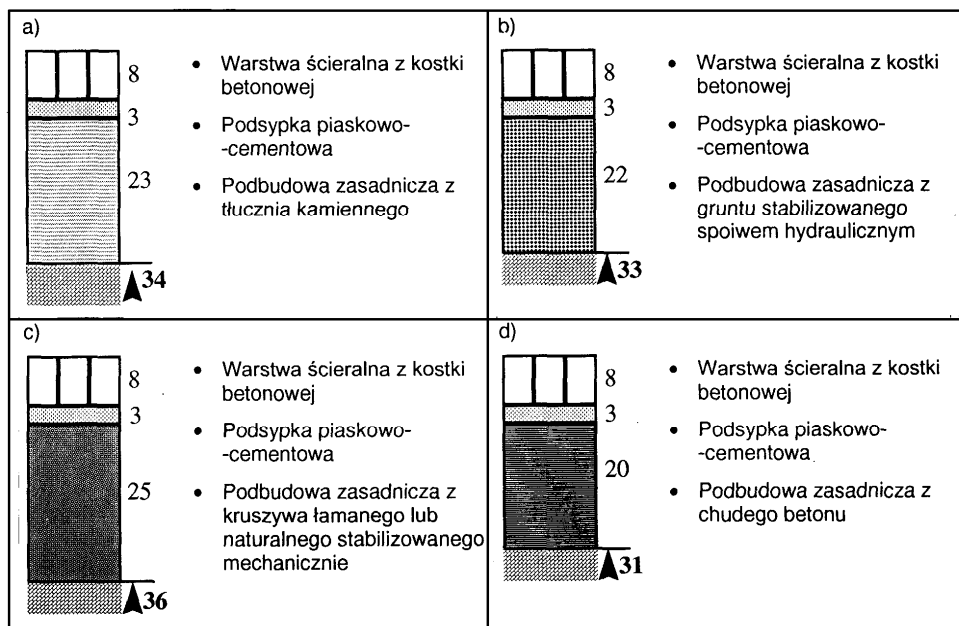 a)
8
3
23
34
• Warstwa ścieralna z kostki
betonowej
• Podsypka piaskowo-
-cementowa
• Podbudowa zasadnicza z
tłucznia kamiennego
b)
8
3
22
33
• Warstwa ścieralna z kostki
betonowej
• Podsypka piaskowo-
-cementowa
• Podbudowa zasadnicza z
gruntu stabilizowanego
spoiwem hydraulicznym
c)
8
3
25
36
• Warstwa ścieralna z kostki
betonowej
• Podsypka piaskowo-
-cementowa
• Podbudowa zasadnicza z
kruszywa łamanego lub
naturalnego stabilizowanego
mechanicznie
d)
8
3
20
31
• Warstwa ścieralna z kostki
betonowej
• Podsypka piaskowo-
-cementowa
• Podbudowa zasadnicza z
chudego betonu